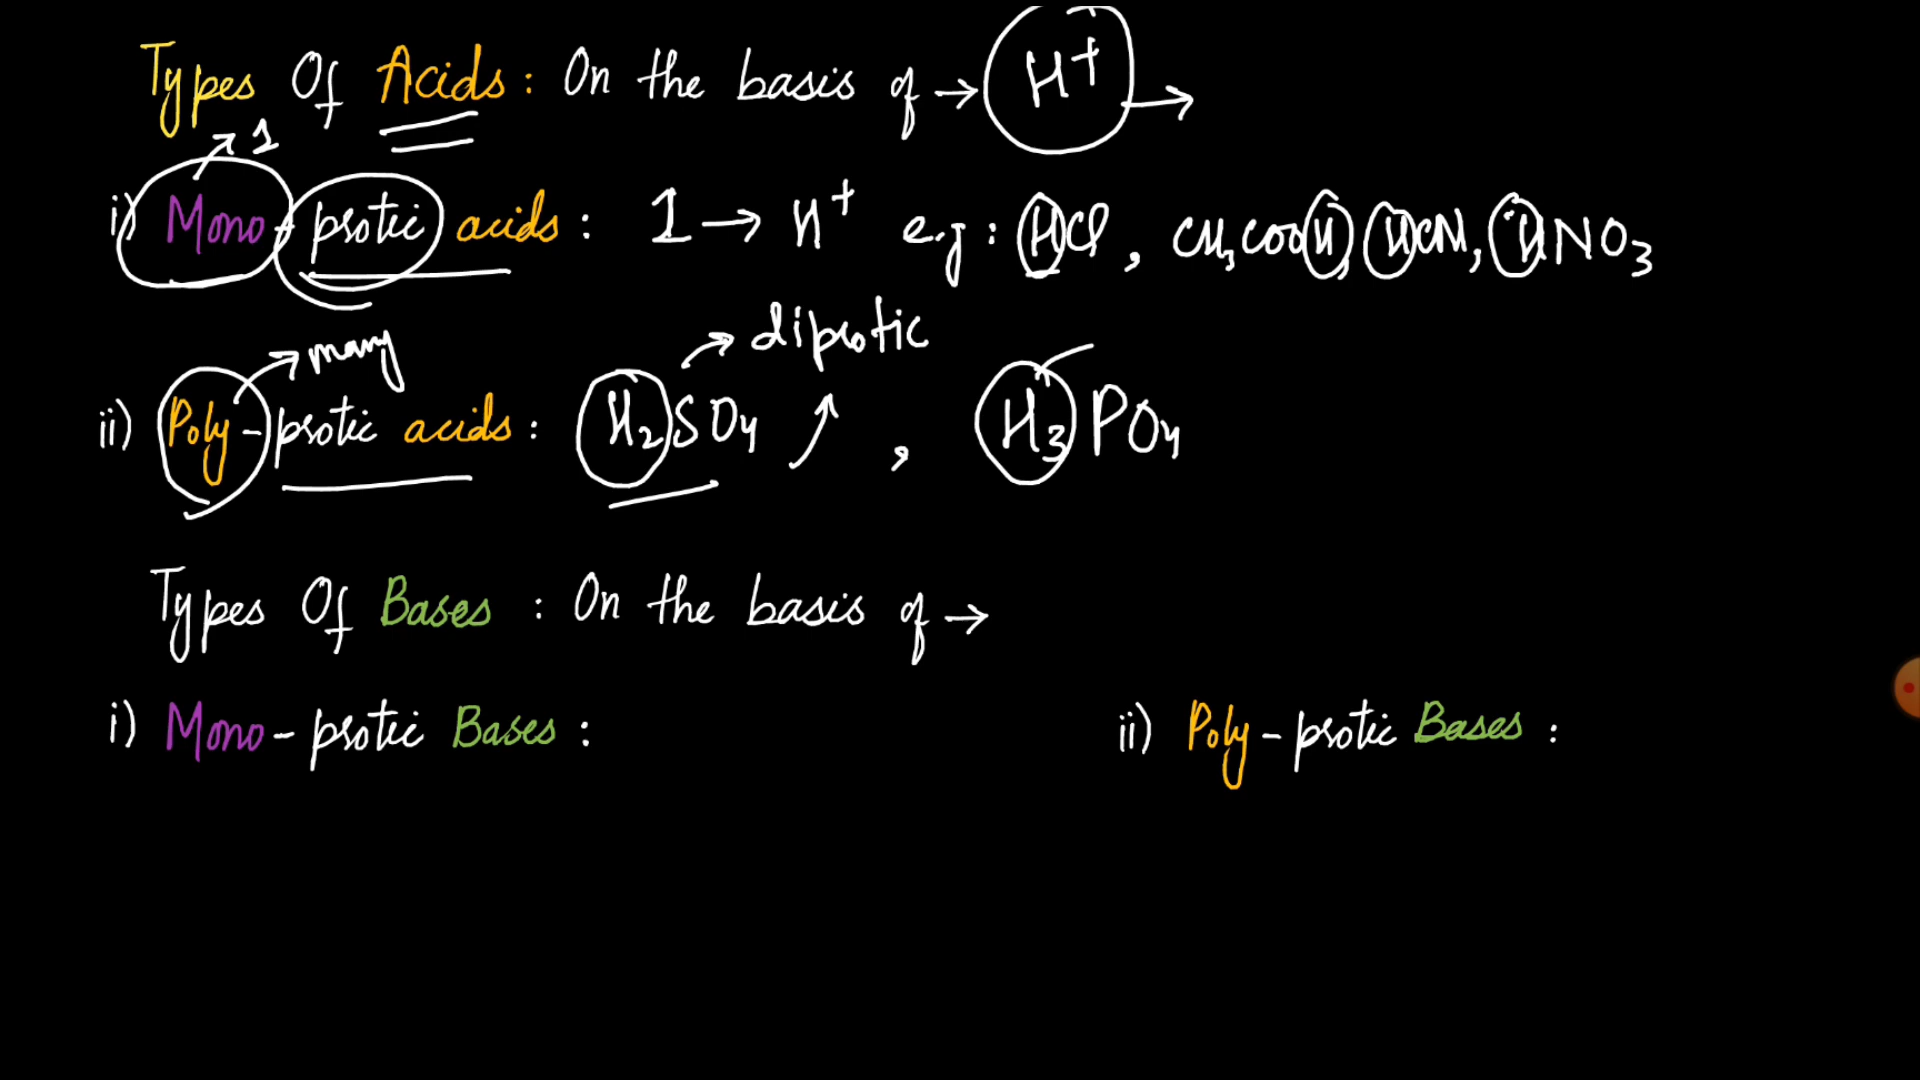 Types Of Acids : On the basis of → H+ →
→ 1
i) Mono-protic acids : 1 → H+ e.g : HCl, CH3COOH, HCN, HNO3
→ many → diprotic
ii) Poly-protic acids : H2SO4 , H3PO4
Types Of Bases : On the basis of →
i) Mono-protic Bases : ii) Poly-protic Bases :